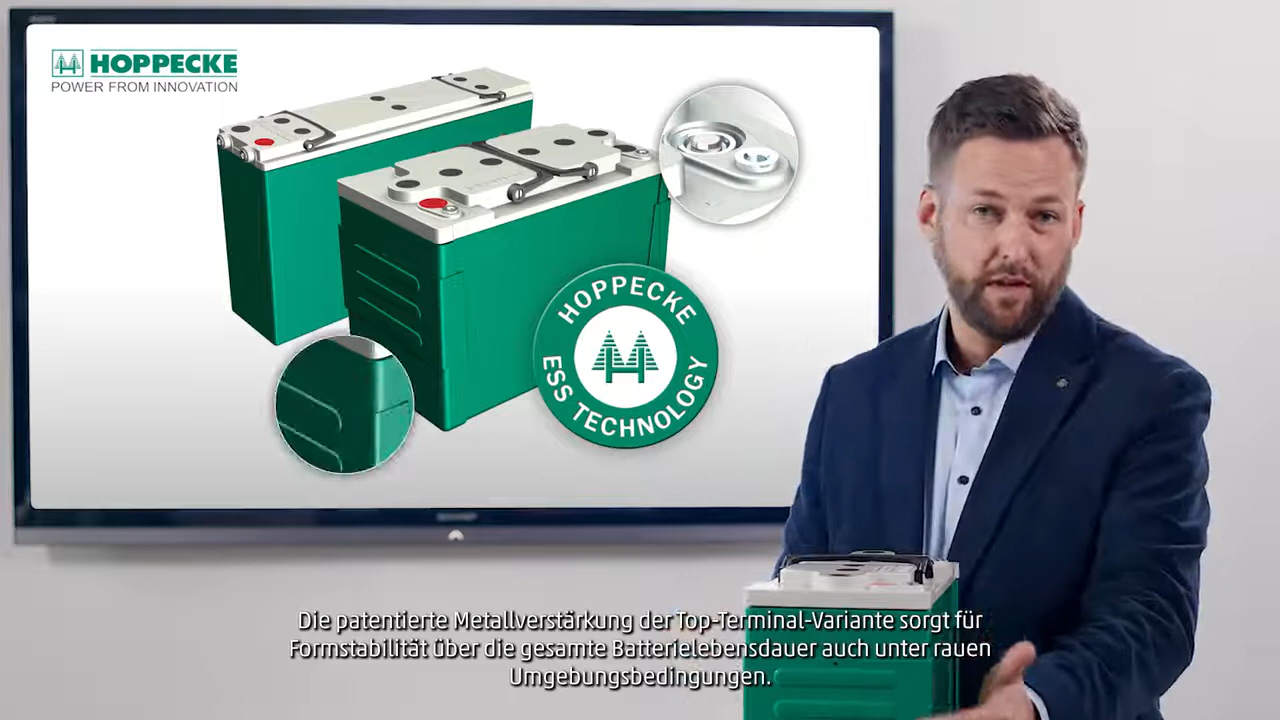 HOPPECKE
POWER FROM INNOVATION
HOPPECKE
ESS TECHNOLOGY
Die patentierte Metallverstärkung der Top-Terminal-Variante sorgt für
Formstabilität über die gesamte Batterielebensdauer auch unter rauen
Umgebungsbedingungen.